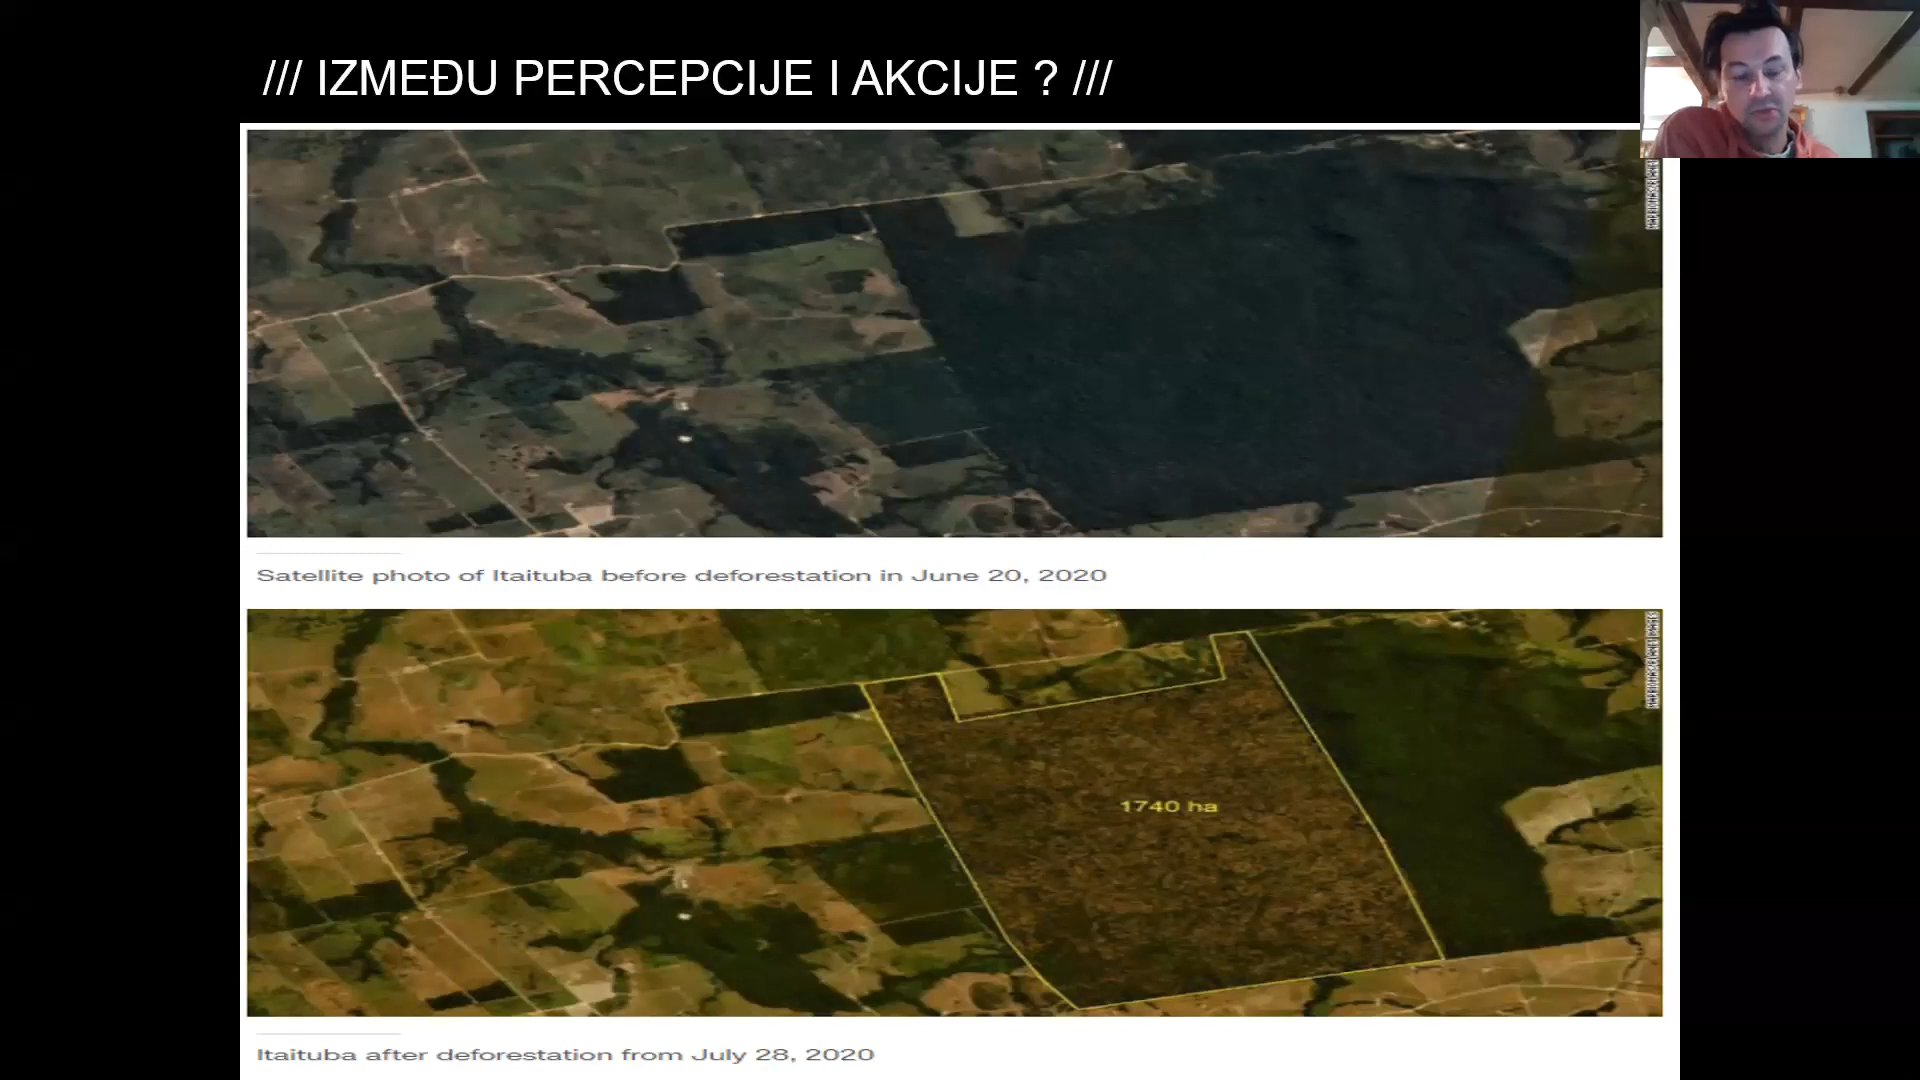 /// IZMEĐU PERCEPCIJE I AKCIJE ? ///
Satellite photo of Itaituba before deforestation in June 20, 2020
1740 ha
Itaituba after deforestation from July 28, 2020